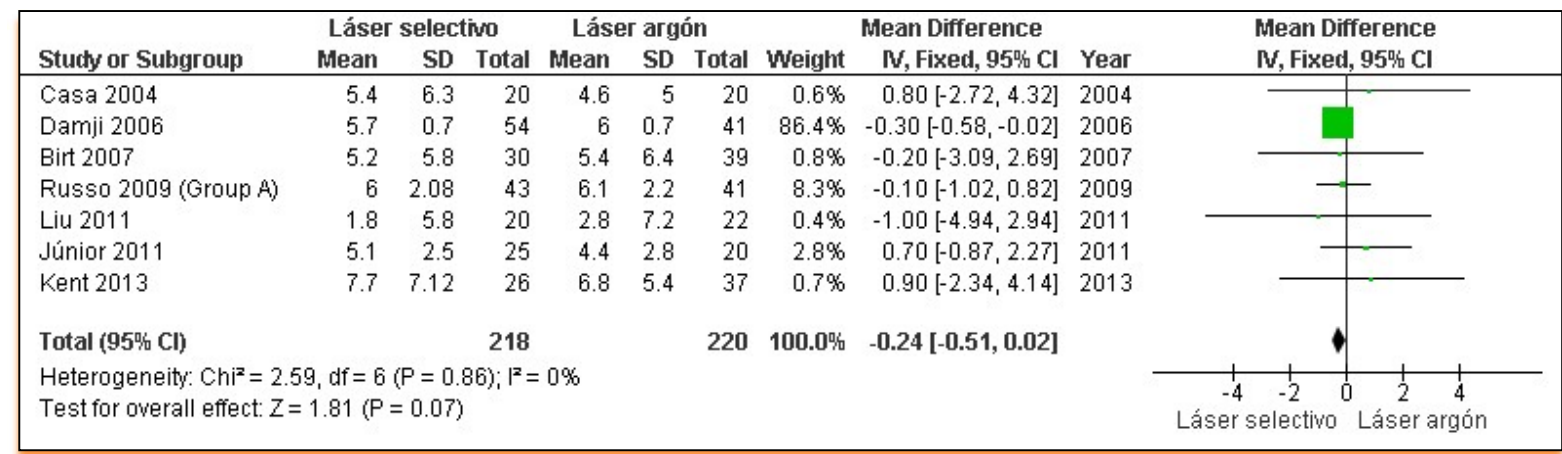 Láser selectivo Láser argón Mean Difference Mean Difference
Study or Subgroup Mean SD Total Mean SD Total Weight IV, Fixed, 95% CI Year IV, Fixed, 95% CI
Casa 2004 5.4 6.3 20 4.6 5 20 0.6% 0.80 [-2.72, 4.32] 2004
Damji 2006 5.7 0.7 54 6 0.7 41 86.4% -0.30 [-0.58, -0.02] 2006
Birt 2007 5.2 5.8 30 5.4 6.4 39 0.8% -0.20 [-3.09, 2.69] 2007
Russo 2009 (Group A) 6 2.08 43 6.1 2.2 41 8.3% -0.10 [-1.02, 0.82] 2009
Liu 2011 1.8 5.8 20 2.8 7.2 22 0.4% -1.00 [-4.94, 2.94] 2011
Júnior 2011 5.1 2.5 25 4.4 2.8 20 2.8% 0.70 [-0.87, 2.27] 2011
Kent 2013 7.7 7.12 26 6.8 5.4 37 0.7% 0.90 [-2.34, 4.14] 2013
Total (95% CI) 218 220 100.0% -0.24 [-0.51, 0.02]
Heterogeneity: Chi² = 2.59, df = 6 (P = 0.86); I² = 0%
Test for overall effect: Z = 1.81 (P = 0.07)
-4 -2 0 2 4
Láser selectivo Láser argón